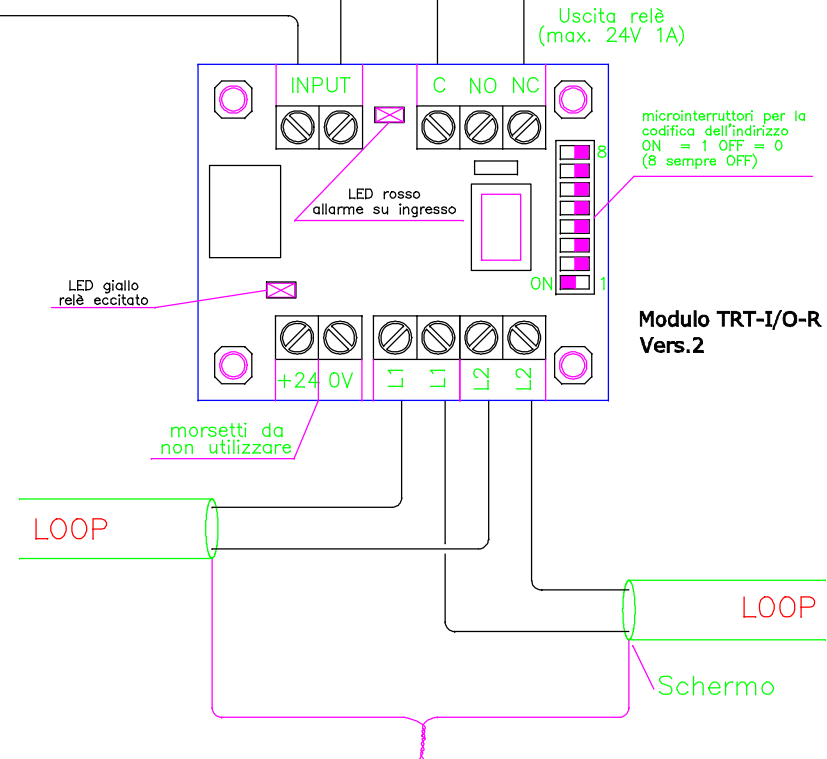 Uscita relè
(max. 24V 1A)
INPUT
C NO NC
microinterruttori per la
codifica dell'indirizzo
ON = 1 OFF = 0
(8 sempre OFF)
8
LED rosso
allarme su ingresso
LED giallo
relè eccitato
ON 1
Modulo TRT-I/O-R
Vers.2
+24 0V L1 L1 L2 L2
morsetti da
non utilizzare
LOOP
LOOP
Schermo